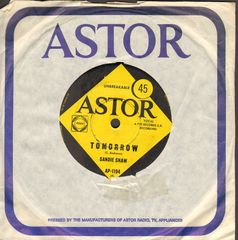 ASTOR
UNBREAKABLE
45
ASTOR
TOMORROW
SANDIE SHAW
AP-1194
PRESSED BY THE MANUFACTURERS OF ASTOR RADIO, TV, APPLIANCES